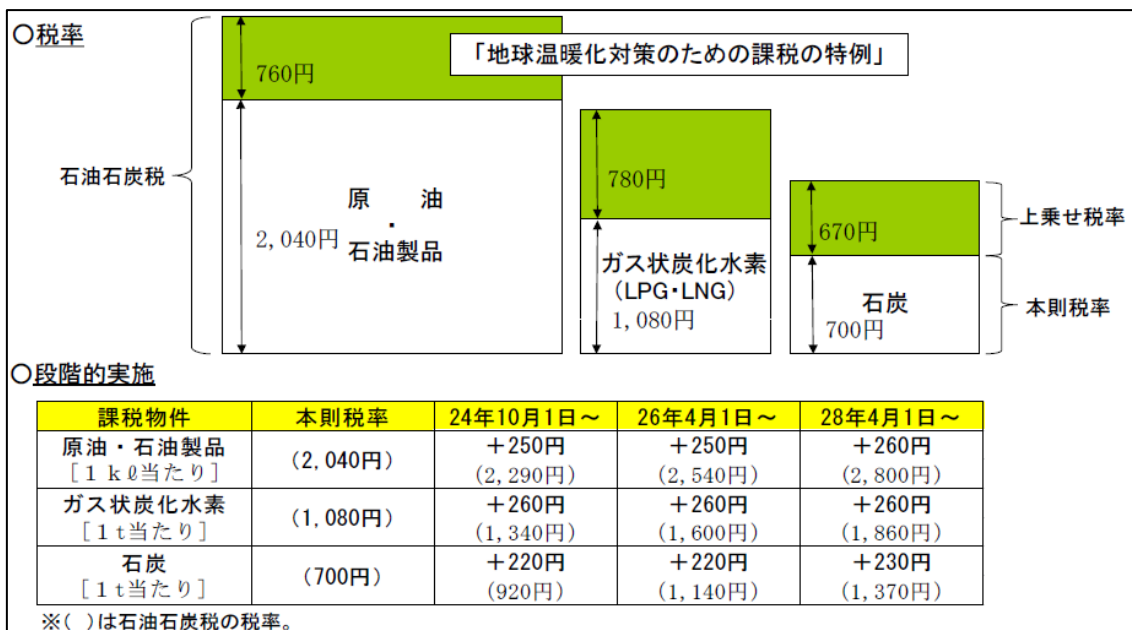 〇税率
「地球温暖化対策のための課税の特例」
760円
石油石炭税
原　油
・
石油製品
2,040円
780円
ガス状炭化水素
(LPG・LNG)
1,080円
670円
石炭
700円
上乗せ税率
本則税率
〇段階的実施
課税物件 本則税率 24年10月1日～ 26年4月1日～ 28年4月1日～
原油・石油製品 ＋250円 ＋250円 ＋260円
［１ｋℓ当たり］ (2,040円) (2,290円) (2,540円) (2,800円)
ガス状炭化水素 ＋260円 ＋260円 ＋260円
［１t当たり］ (1,080円) (1,340円) (1,600円) (1,860円)
石炭 ＋220円 ＋220円 ＋230円
［１t当たり］ (700円) (920円) (1,140円) (1,370円)
※( )は石油石炭税の税率。